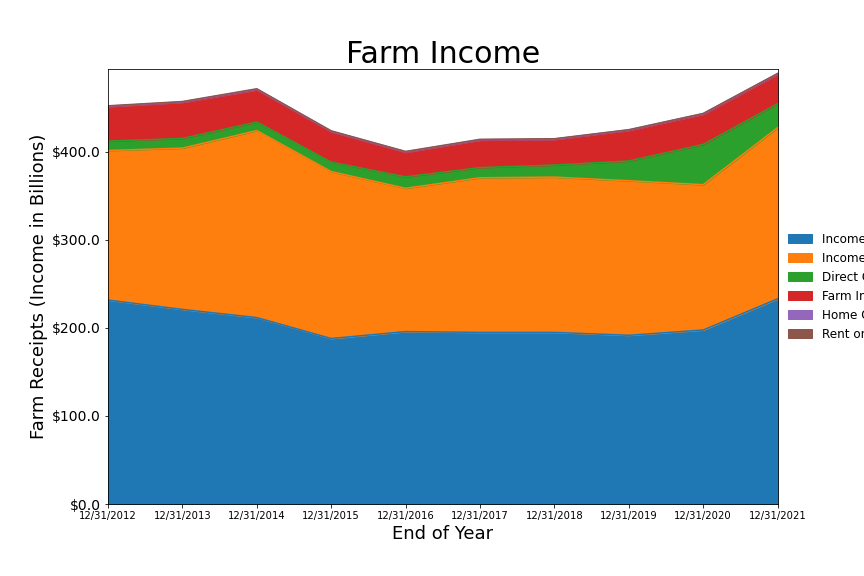 Farm Income
Farm Receipts (Income in Billions)
$400.0
$300.0
$200.0
$100.0
$0.0
12/31/2012 12/31/2013 12/31/2014 12/31/2015 12/31/2016 12/31/2017 12/31/2018 12/31/2019 12/31/2020 12/31/2021
End of Year
Income
Income
Direct
Farm
Home
Rent